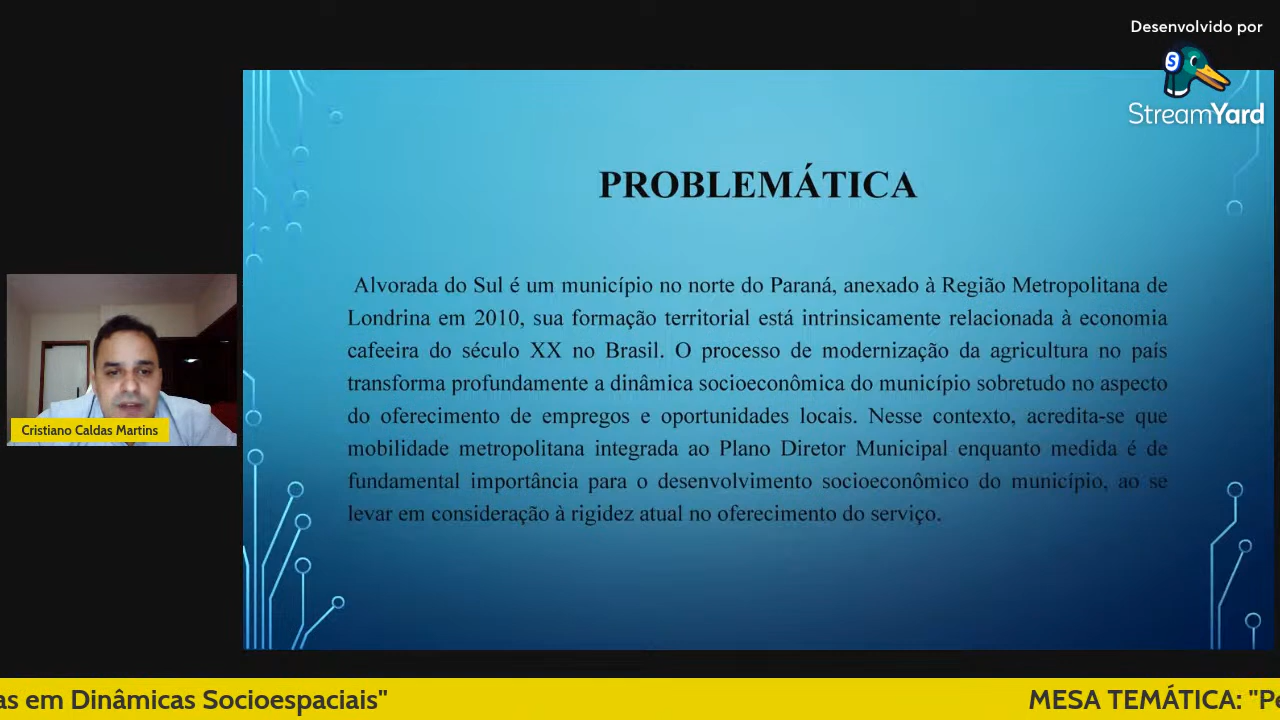 Desenvolvido por
StreamYard
PROBLEMÁTICA
Alvorada do Sul é um município no norte do Paraná, anexado à Região Metropolitana de
Londrina em 2010, sua formação territorial está intrinsicamente relacionada à economia
cafeeira do século XX no Brasil. O processo de modernização da agricultura no país
transforma profundamente a dinâmica socioeconômica do município sobretudo no aspecto
do oferecimento de empregos e oportunidades locais. Nesse contexto, acredita-se que
mobilidade metropolitana integrada ao Plano Diretor Municipal enquanto medida é de
fundamental importância para o desenvolvimento socioeconômico do município, ao se
levar em consideração à rigidez atual no oferecimento do serviço.
Cristiano Caldas Martins
as em Dinâmicas Socioespaciais"
MESA TEMÁTICA: "Pe